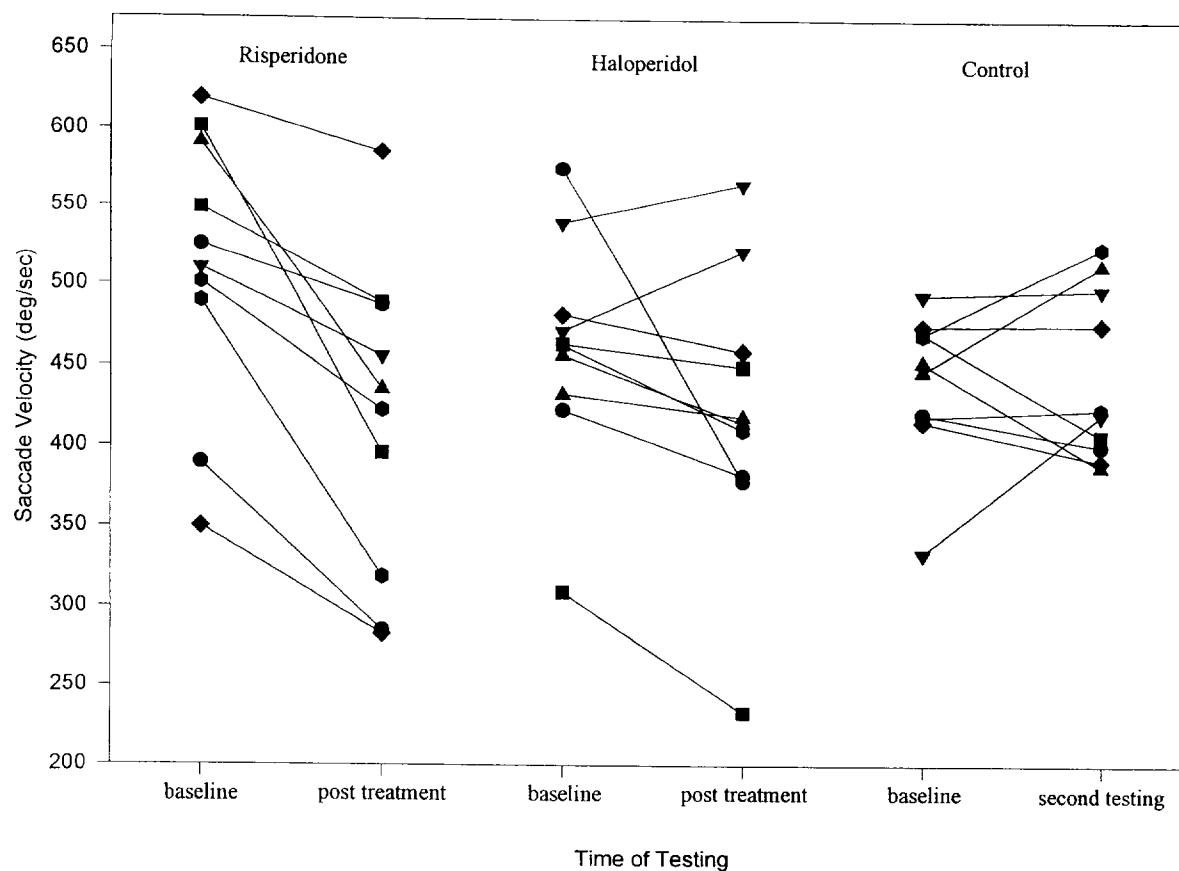 Risperidone
Haloperidol
Control
650
600
550
500
450
400
350
300
250
200
Saccade Velocity (deg/sec)
baseline
post treatment
baseline
post treatment
baseline
second testing
Time of Testing